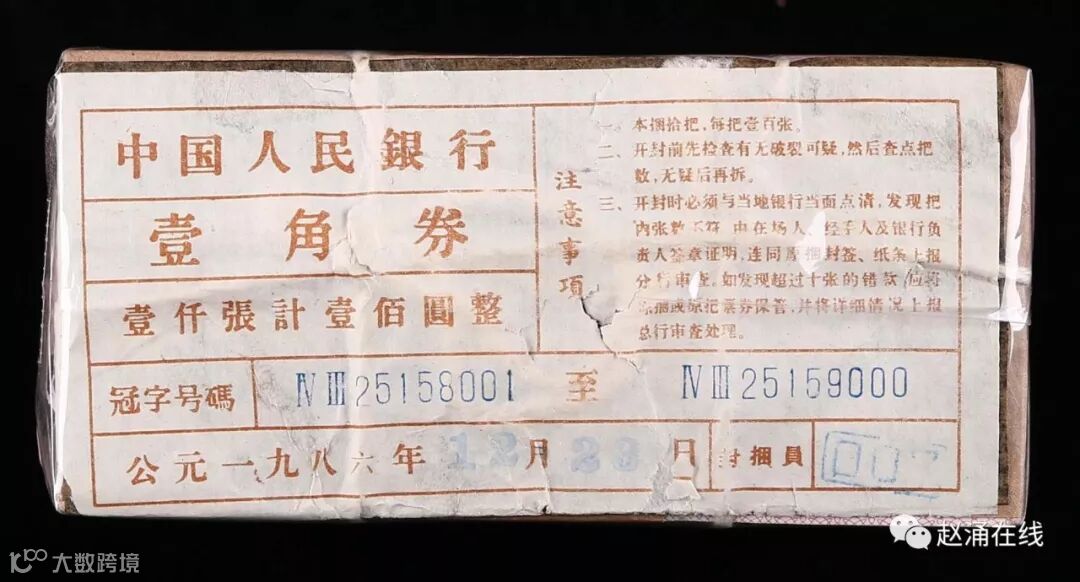 中国人民銀行
壹角券
壹仟張計壹佰圓整
注意事項
一、本捆拾把，每把壹百张。
二、开封前先检查有无破裂可疑，然后查点把
数，无疑后再拆。
三、开封时必须与当地银行当面点清，发现把
内张数不符，由在场人、经手人及银行负
责人签章证明，连同原捆封签、纸条上报
分行审查。如发现超过十张的错款，应将
原捆或原把票券保管，并将详细情况上报
总行审查处理。
冠字号碼 ⅣⅢ25158001 至 ⅣⅢ25159000
公元一九八六年12月23日 封捆員
赵涌在线
大数跨境